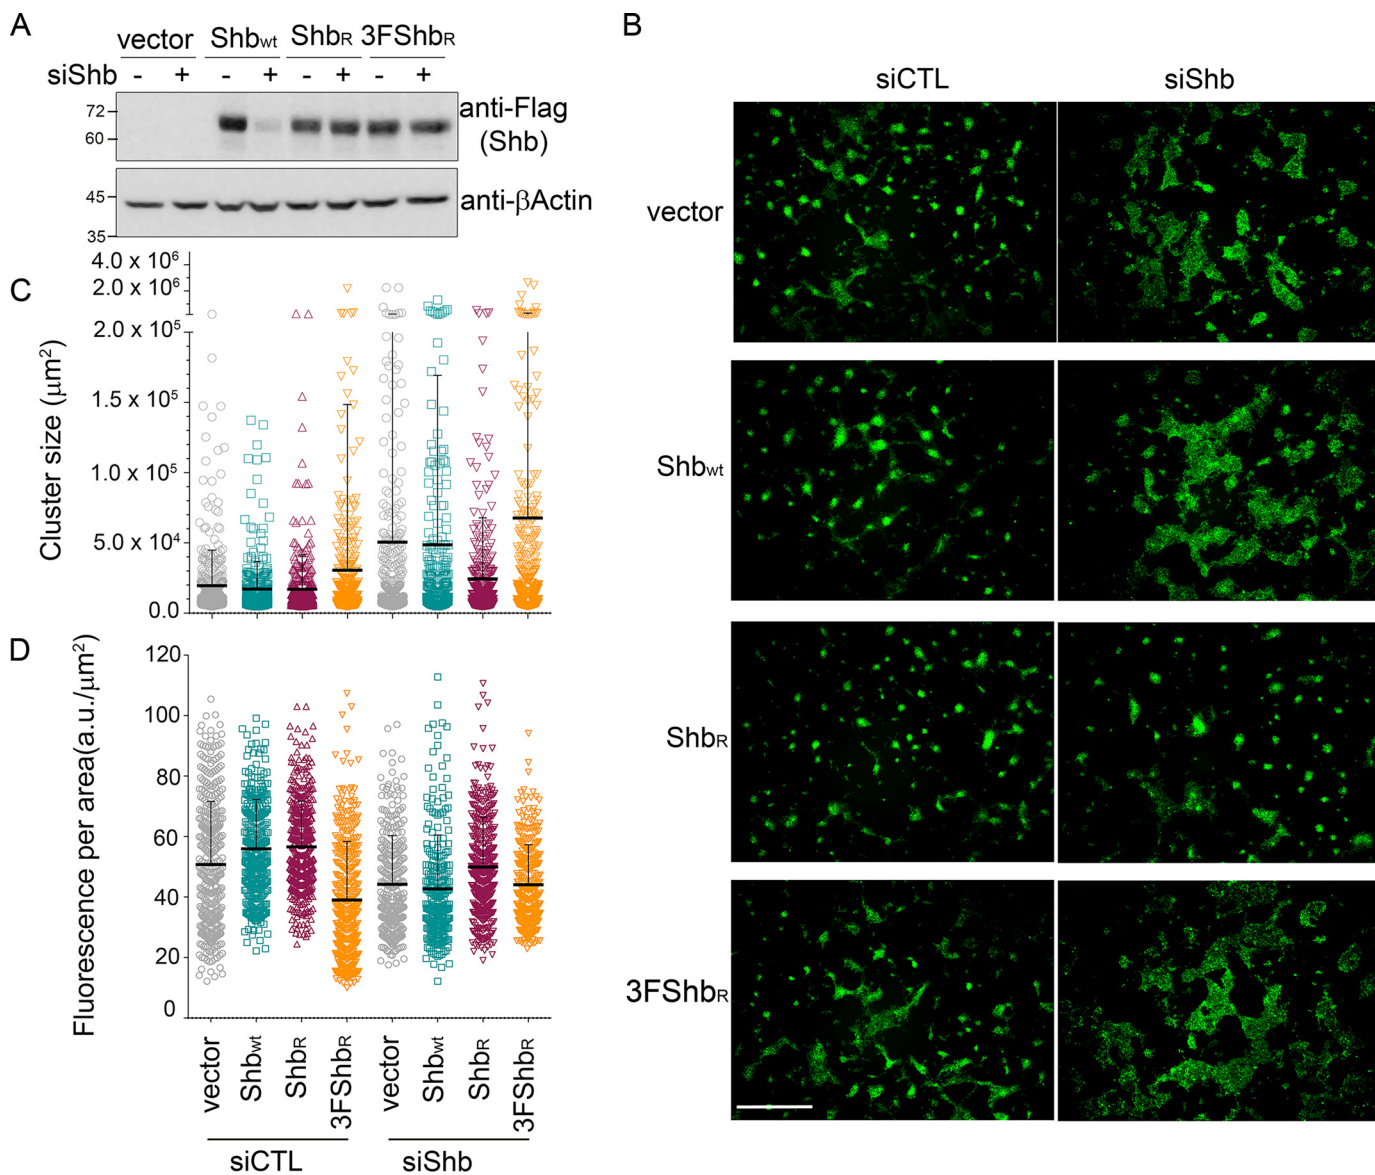 A
vector Shbwt ShbR 3FShbR
siShb - + - + - + - +
72
60
anti-Flag
(Shb)
45
35
anti-βActin
B
siCTL siShb
vector
Shbwt
ShbR
3FShbR
C
Cluster size (μm²)
4.0 x 10⁶
2.0 x 10⁶
2.0 x 10⁵
1.5 x 10⁵
1.0 x 10⁵
5.0 x 10⁴
0.0
D
Fluorescence per area(a.u./μm²)
120
100
80
60
40
20
0
vector Shbwt ShbR 3FShbR vector Shbwt ShbR 3FShbR
siCTL siShb